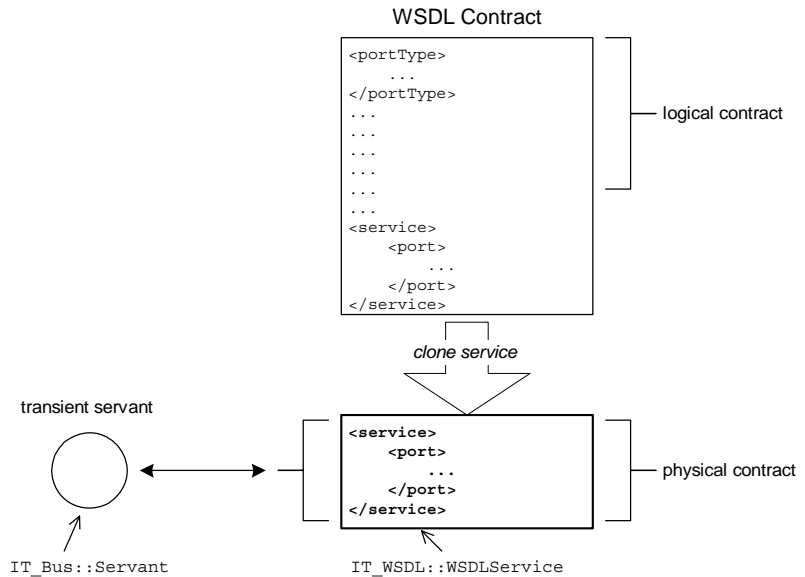 WSDL Contract
<portType>
...
</portType>
...
...
...
...
...
...
<service>
<port>
...
</port>
</service>
logical contract
clone service
transient servant
<service>
<port>
...
</port>
</service>
physical contract
IT_Bus::Servant
IT_WSDL::WSDLService